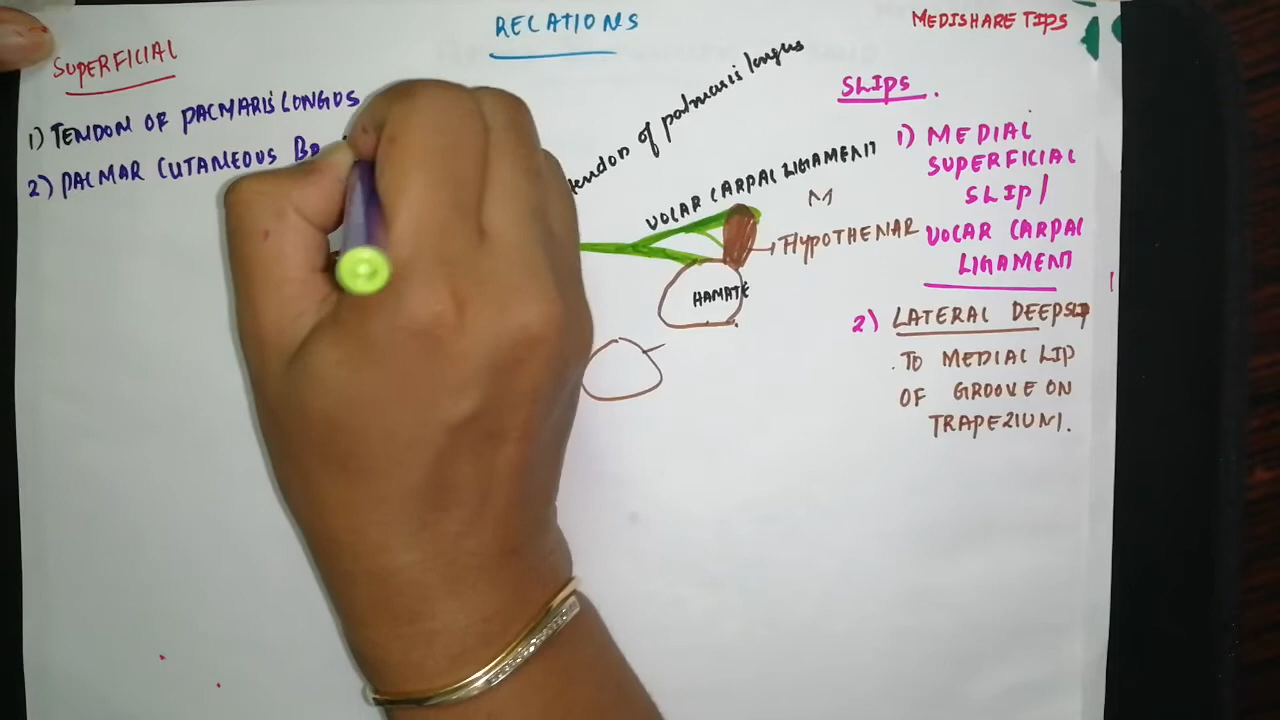 RELATIONS
MEDISHARE TIPS
SUPERFICIAL
1) TENDON OF PALMARIS LONGUS
2) PALMAR CUTANEOUS BR
tendon of palmaris longus
VOLAR CARPAL LIGAMENT
M
HYPOTHENAR
HAMATE
SLIPS.
1) MEDIAL
SUPERFICIAL
SLIP/
VOLAR CARPAL
LIGAMENT
2) LATERAL DEEP SLIP
TO MEDIAL LIP
OF GROOVE ON
TRAPEZIUM.